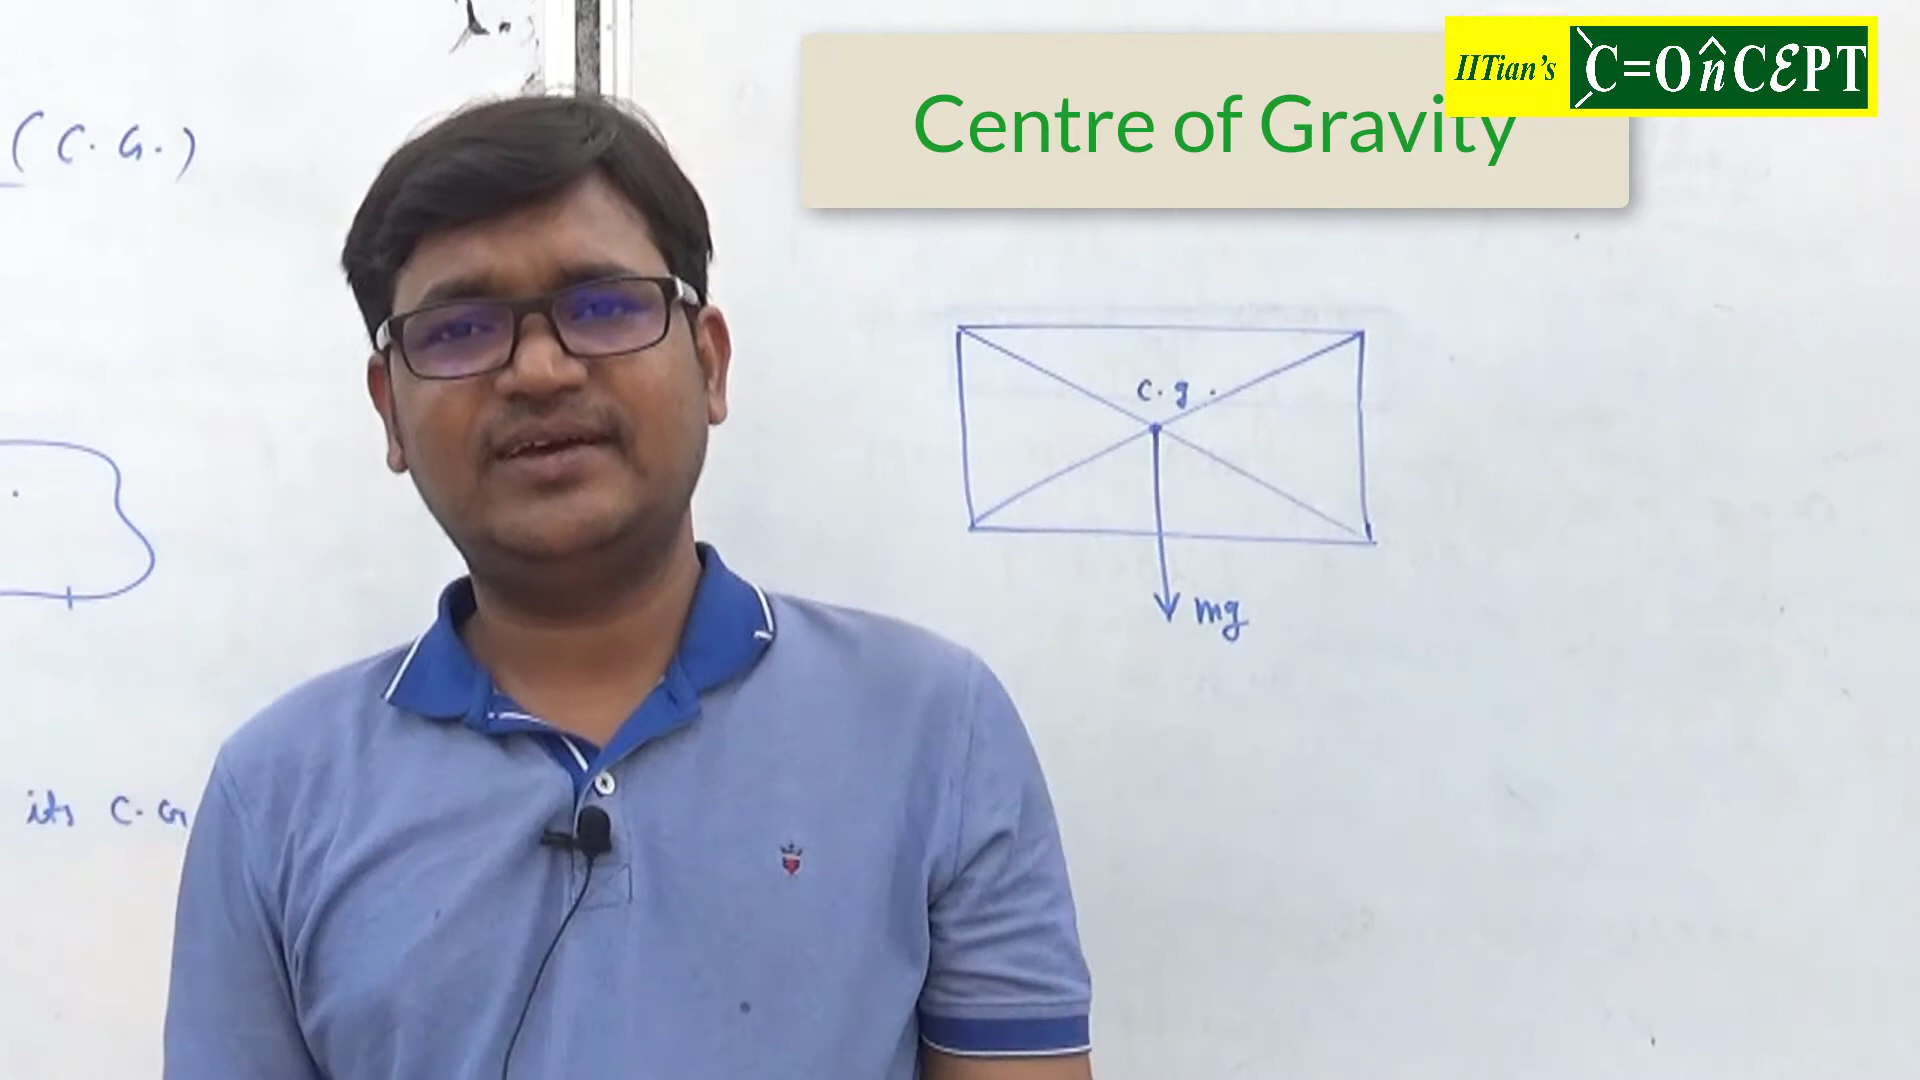 IITian's C=OnCEPT
Centre of Gravity
(C.G.)
c.g.
mg
its C.G